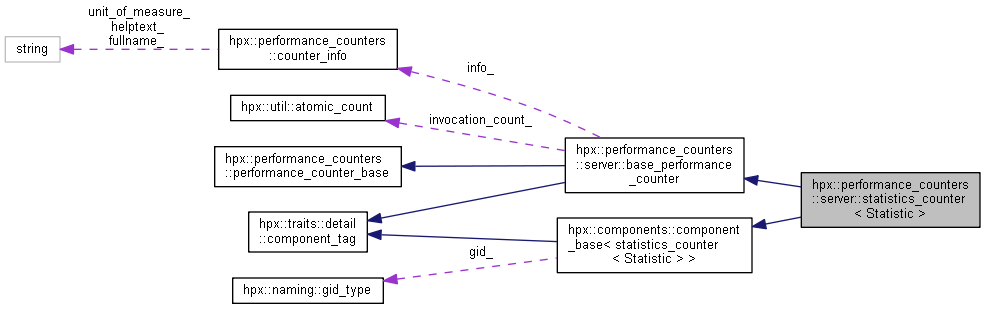 unit_of_measure_
helptext_
fullname_
string
hpx::performance_counters
::counter_info
info_
hpx::util::atomic_count
invocation_count_
hpx::performance_counters
::performance_counter_base
hpx::performance_counters
::server::base_performance
_counter
hpx::performance_counters
::server::statistics_counter
< Statistic >
hpx::traits::detail
::component_tag
hpx::components::component
_base< statistics_counter
< Statistic > >
gid_
hpx::naming::gid_type